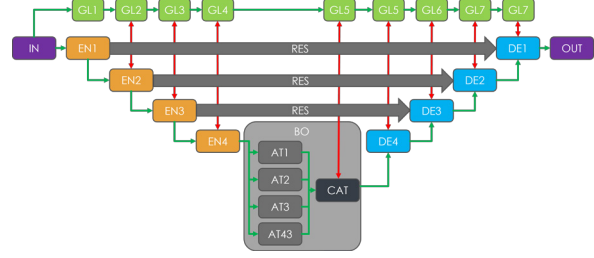 GL1 GL2 GL3 GL4 GL5 GL5 GL6 GL7 GL7
IN EN1 RES DE1 OUT
EN2 RES DE2
EN3 RES DE3
BO
EN4 DE4
AT1
AT2
CAT
AT3
AT43